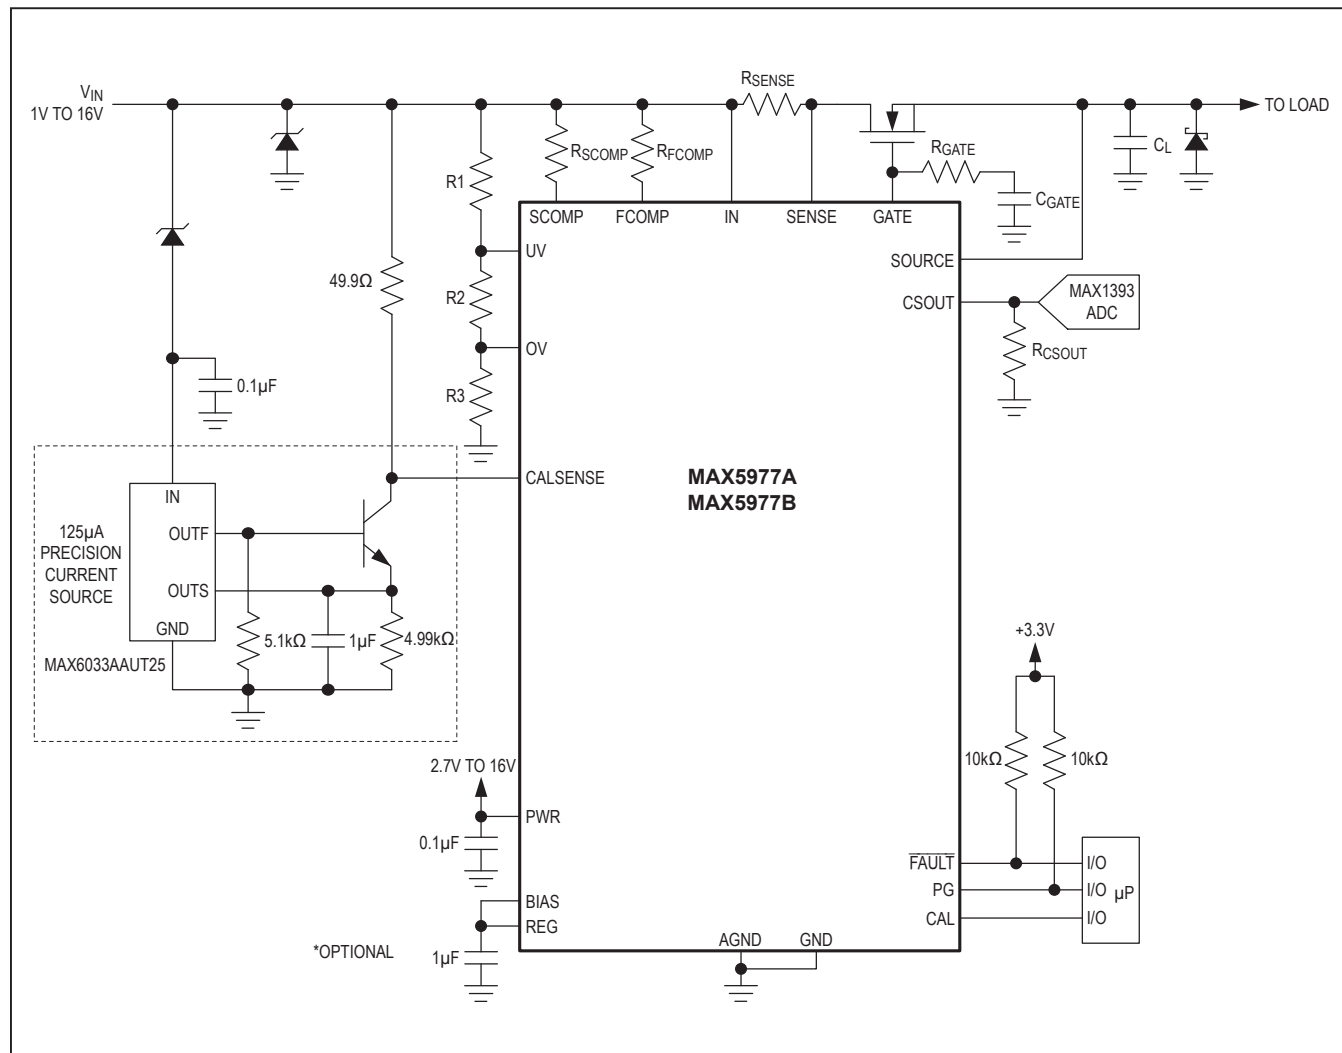 VIN
1V TO 16V
RSENSE
TO LOAD
RSCOMP
RFCOMP
RGATE
CL
CGATE
R1
SCOMP
FCOMP
IN
SENSE
GATE
UV
SOURCE
49.9Ω
R2
CSOUT
MAX1393
ADC
OV
RCSOUT
0.1µF
R3
CALSENSE
MAX5977A
MAX5977B
IN
125µA
PRECISION
CURRENT
SOURCE
OUTF
OUTS
GND
5.1kΩ
1µF
4.99kΩ
MAX6033AAUT25
+3.3V
10kΩ
10kΩ
2.7V TO 16V
PWR
0.1µF
FAULT
I/O
PG
I/O
µP
CAL
I/O
BIAS
REG
*OPTIONAL
1µF
AGND
GND